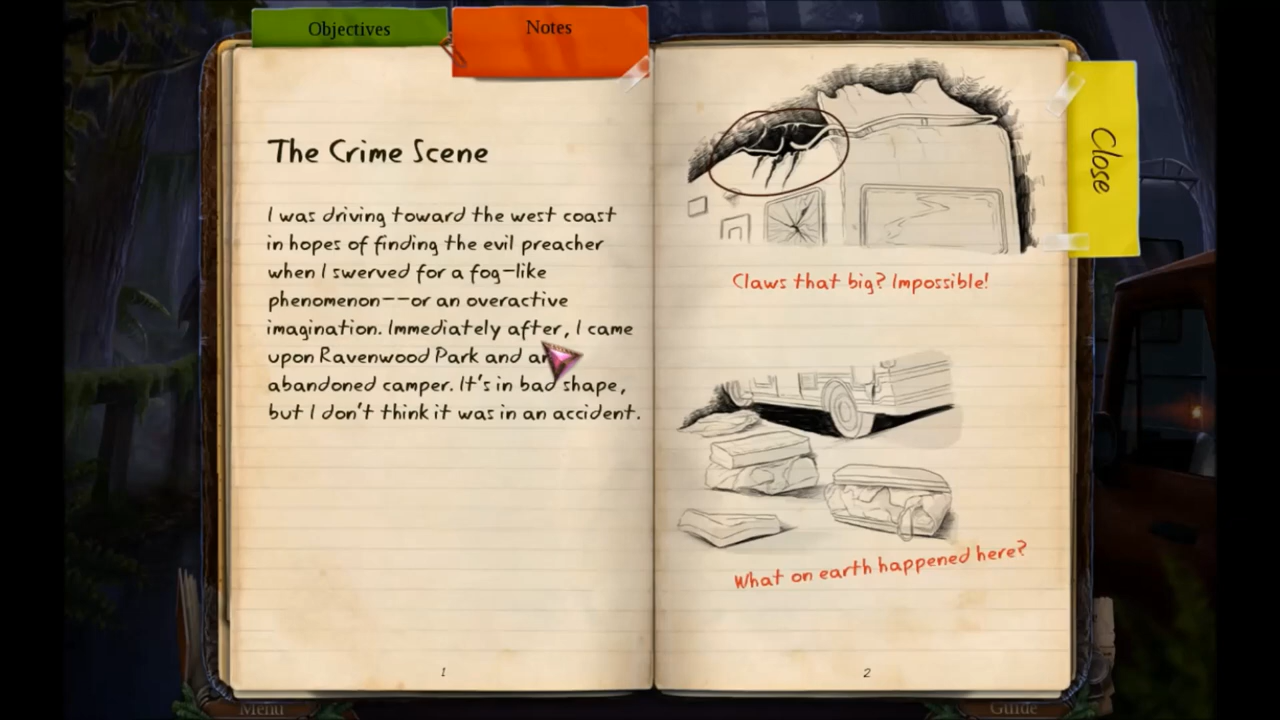 Objectives
Notes
The Crime Scene
I was driving toward the west coast
in hopes of finding the evil preacher
when I swerved for a fog-like
phenomenon--or an overactive
imagination. Immediately after, I came
upon Ravenwood Park and an
abandoned camper. It's in bad shape,
but I don't think it was in an accident.
1
Claws that big? Impossible!
What on earth happened here?
2
Close
Menu
Guide